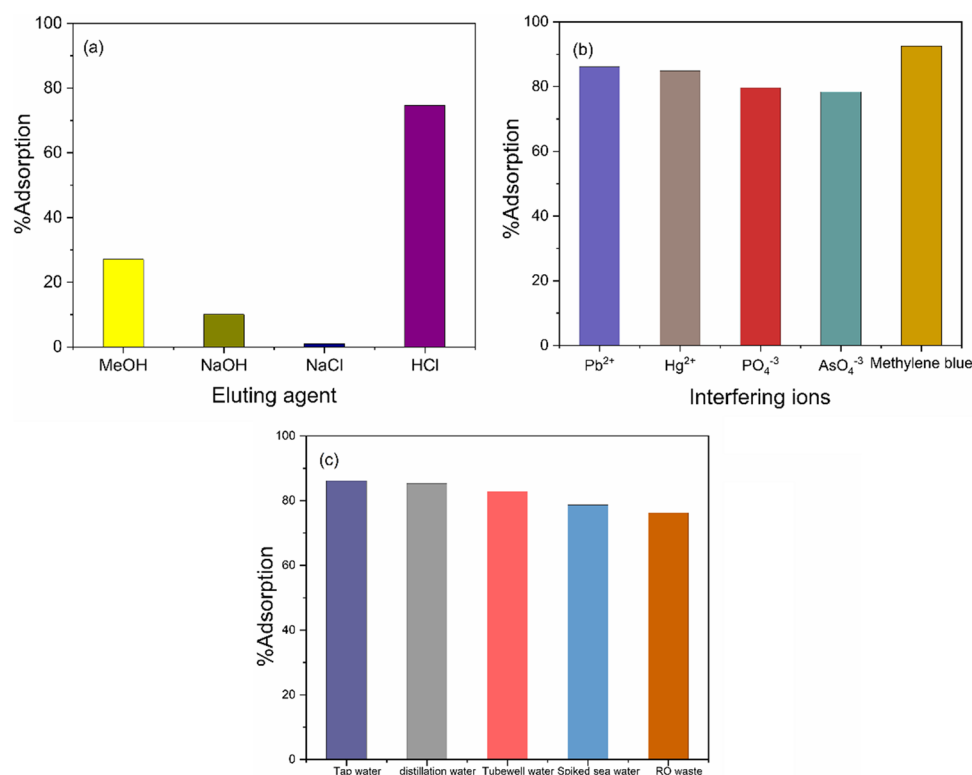 (a)
%Adsorption
100
80
60
40
20
0
MeOH NaOH NaCl HCl
Eluting agent
(b)
%Adsorption
100
80
60
40
20
0
Pb²⁺ Hg²⁺ PO₄⁻³ AsO₄⁻³ Methylene blue
Interfering ions
(c)
%Adsorption
100
80
60
40
20
0
Tap water distillation water Tubewell water Spiked sea water RO waste